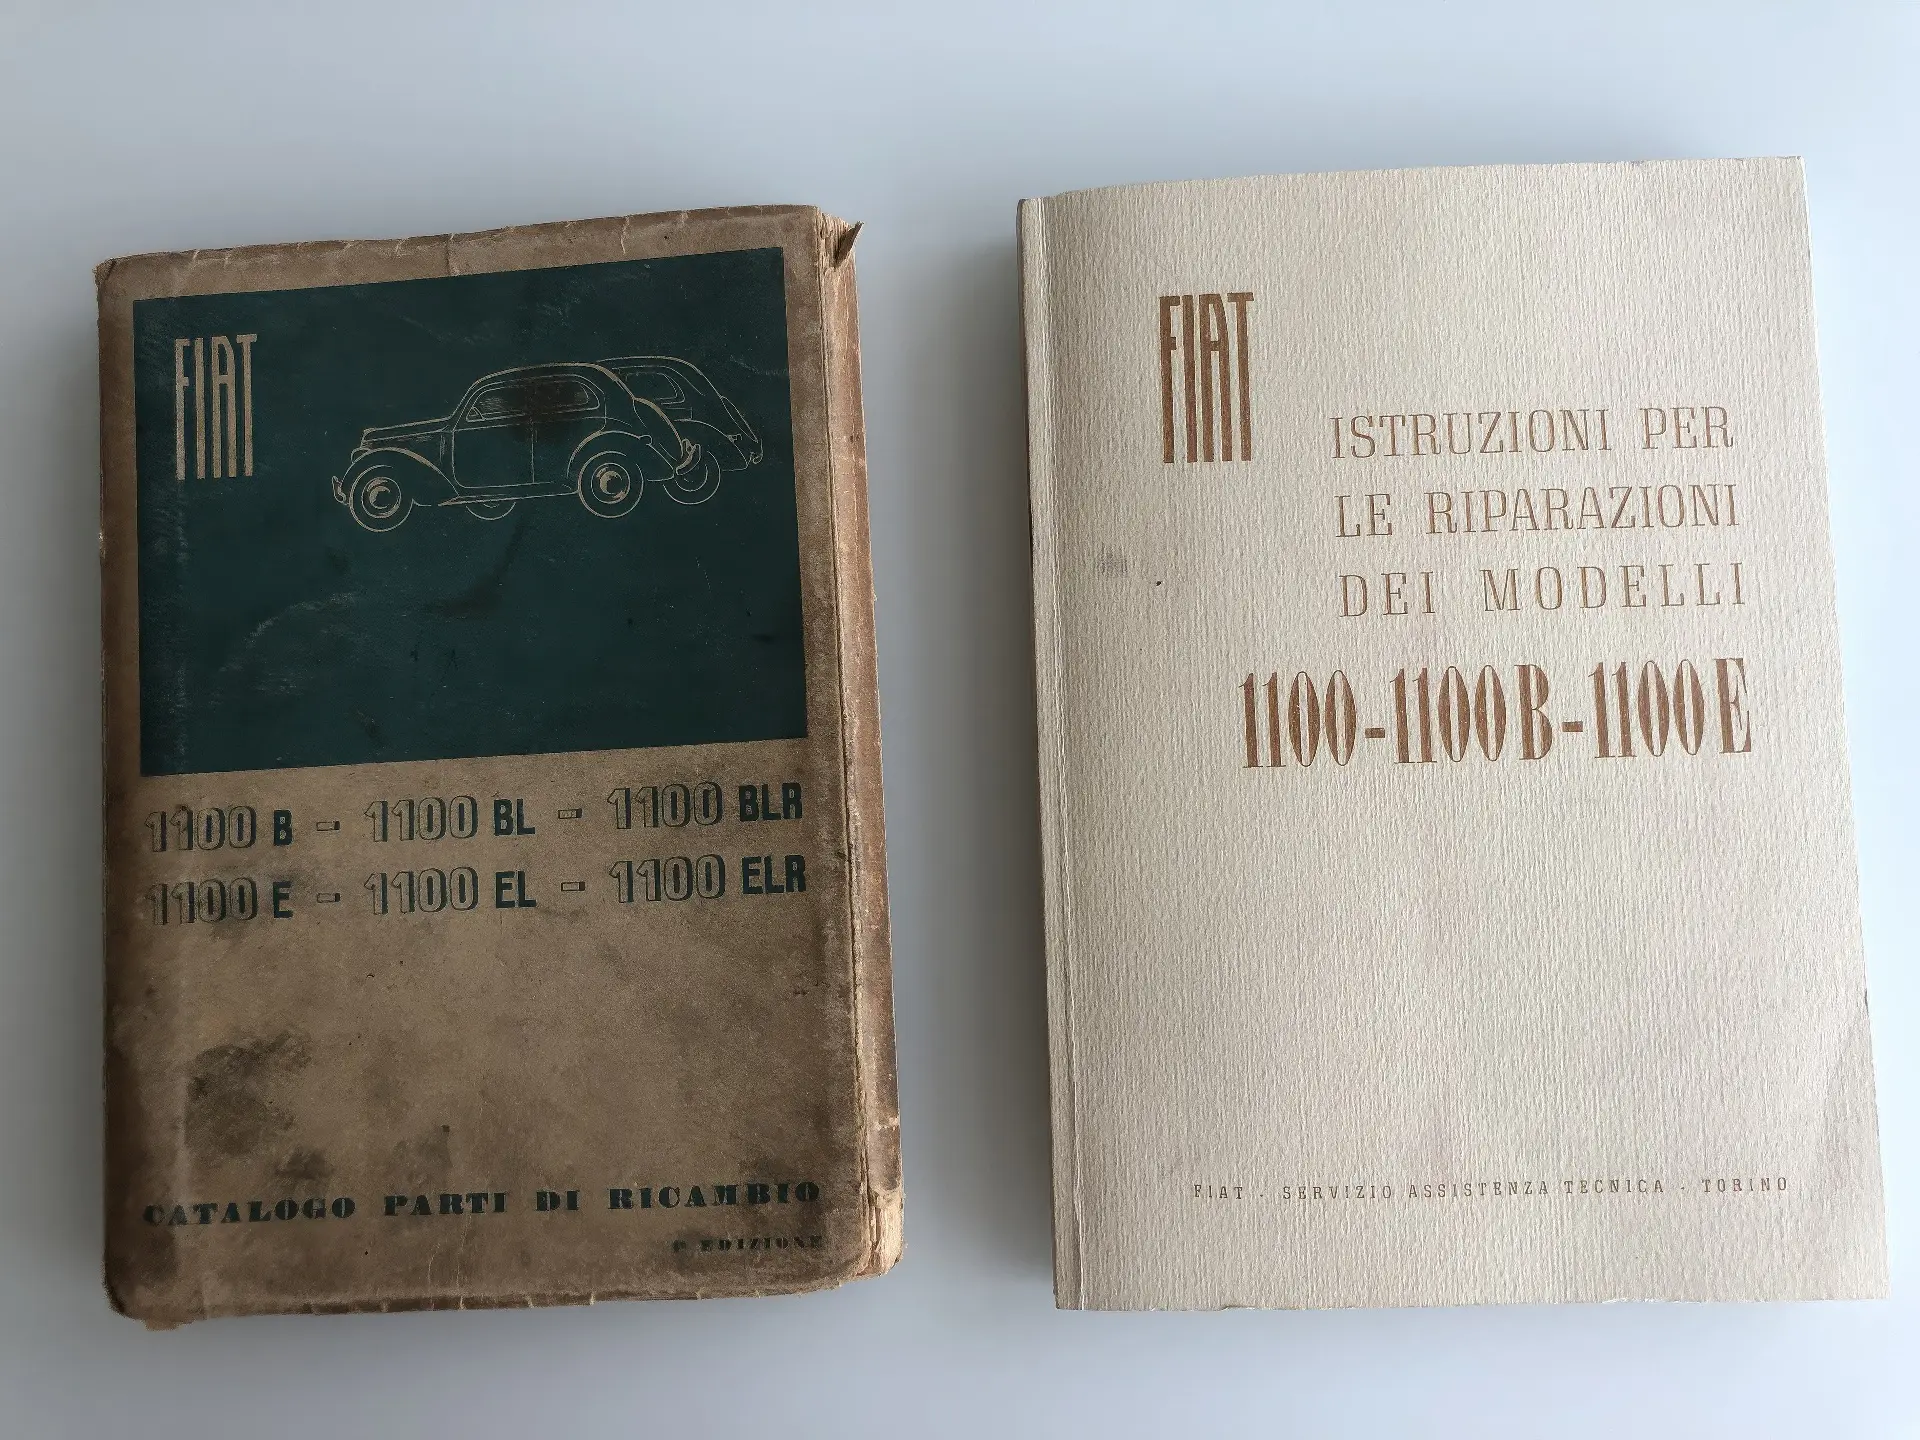 FIAT
1100 B - 1100 BL - 1100 BLR
1100 E - 1100 EL - 1100 ELR
CATALOGO PARTI DI RICAMBIO
EDIZIONE
FIAT
ISTRUZIONI PER
LE RIPARAZIONI
DEI MODELLI
1100-1100B-1100E
FIAT - SERVIZIO ASSISTENZA TECNICA - TORINO